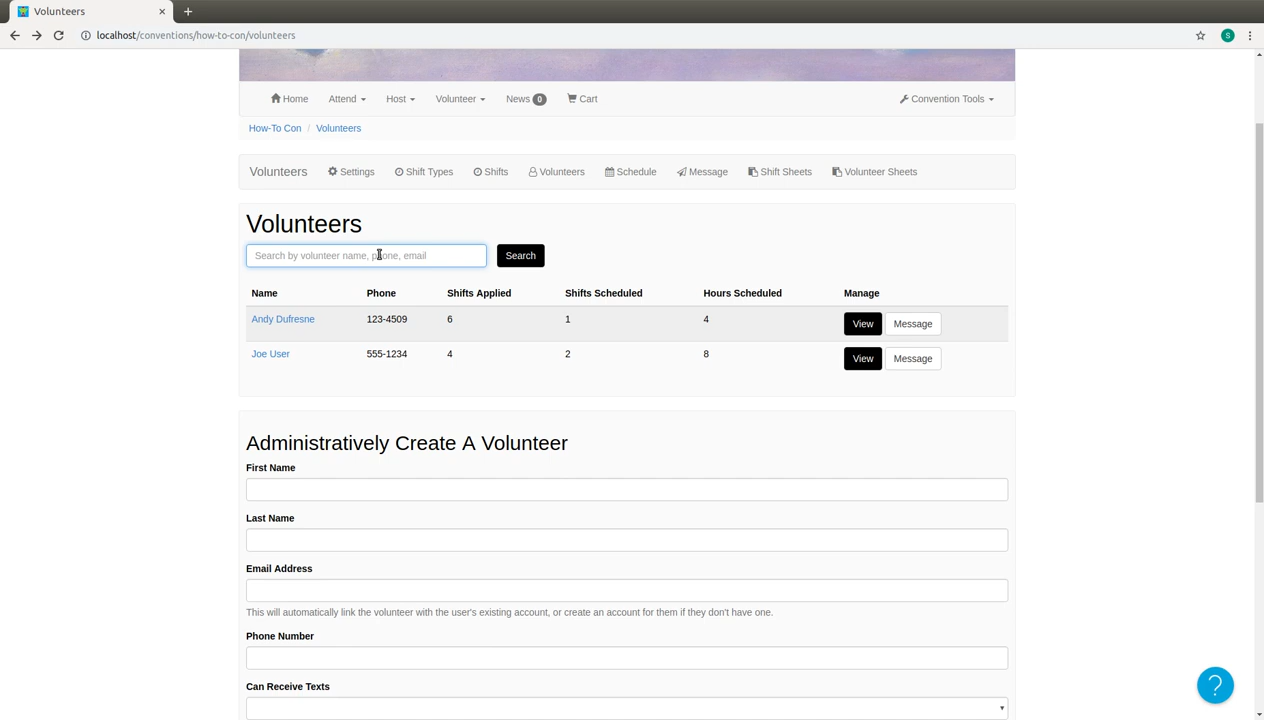 Volunteers
localhost/conventions/how-to-con/volunteers
S
Home Attend Host Volunteer News 0 Cart Convention Tools
How-To Con / Volunteers
Volunteers Settings Shift Types Shifts Volunteers Schedule Message Shift Sheets Volunteer Sheets
Volunteers
Search by volunteer name, phone, email Search
Name Phone Shifts Applied Shifts Scheduled Hours Scheduled Manage
Andy Dufresne 123-4509 6 1 4 View Message
Joe User 555-1234 4 2 8 View Message
Administratively Create A Volunteer
First Name
Last Name
Email Address
This will automatically link the volunteer with the user's existing account, or create an account for them if they don't have one.
Phone Number
Can Receive Texts
?